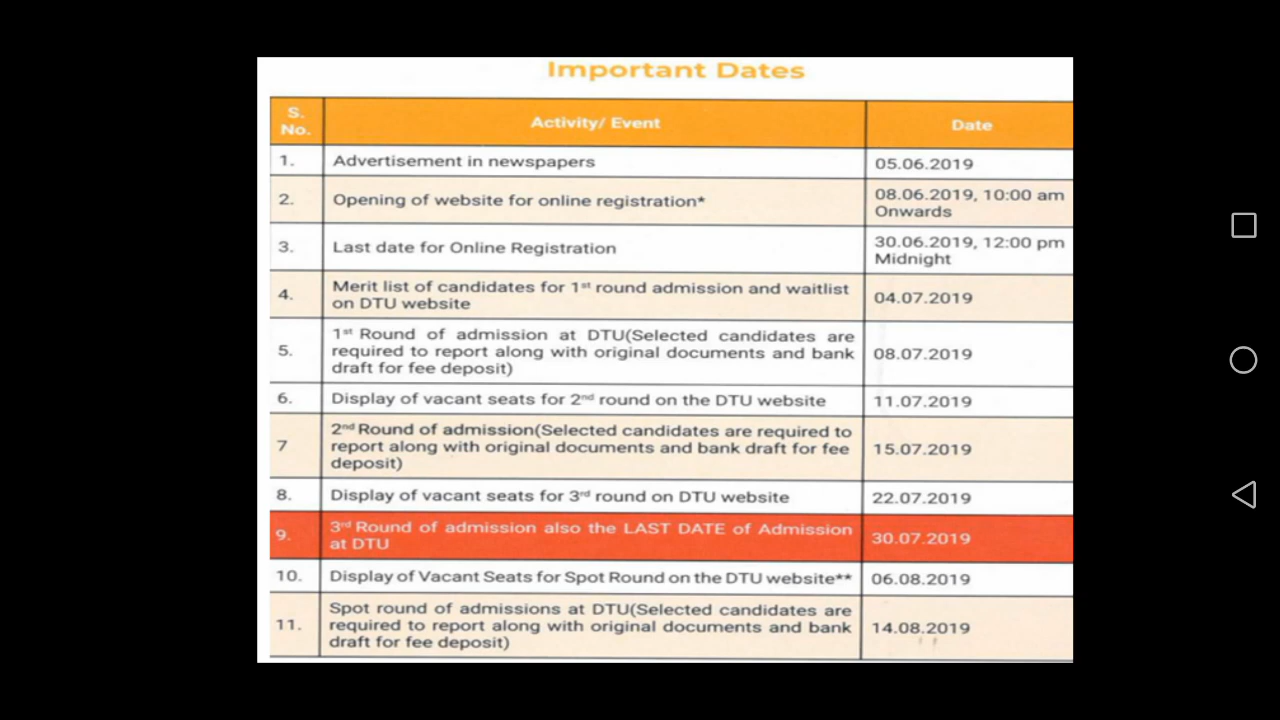 Important Dates
S. No. Activity/ Event Date
1. Advertisement in newspapers 05.06.2019
2. Opening of website for online registration* 08.06.2019, 10:00 am
Onwards
3. Last date for Online Registration 30.06.2019, 12:00 pm
Midnight
4. Merit list of candidates for 1st round admission and waitlist
on DTU website 04.07.2019
5. 1st Round of admission at DTU(Selected candidates are
required to report along with original documents and bank
draft for fee deposit) 08.07.2019
6. Display of vacant seats for 2nd round on the DTU website 11.07.2019
7 2nd Round of admission(Selected candidates are required to
report along with original documents and bank draft for fee
deposit) 15.07.2019
8. Display of vacant seats for 3rd round on DTU website 22.07.2019
9. 3rd Round of admission also the LAST DATE of Admission
at DTU 30.07.2019
10. Display of Vacant Seats for Spot Round on the DTU website** 06.08.2019
11. Spot round of admissions at DTU(Selected candidates are
required to report along with original documents and bank
draft for fee deposit) 14.08.2019